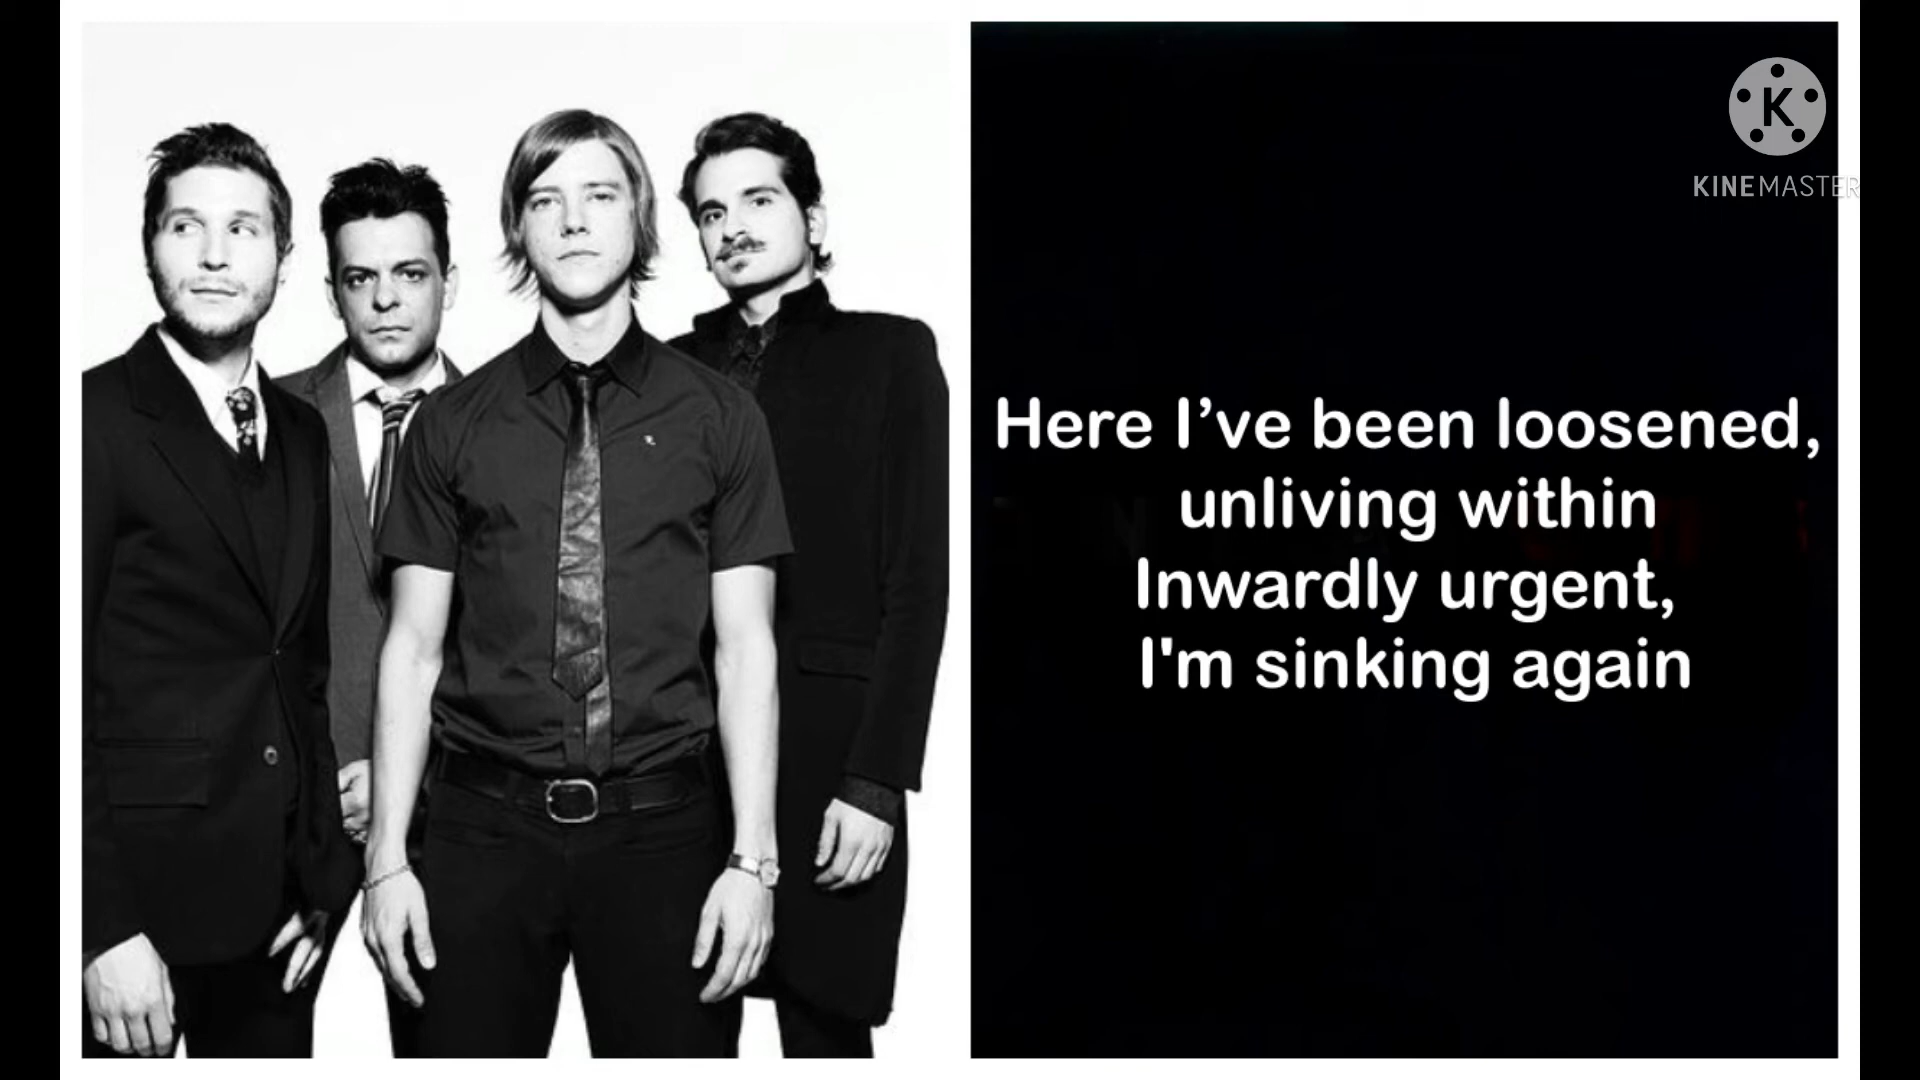 K
KINEMASTER
Here I’ve been loosened,
unliving within
Inwardly urgent,
I'm sinking again